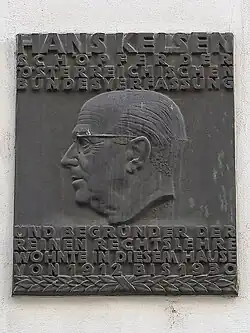 HANS KELSEN
SCHÖPFER DER
ÖSTERREICHISCHEN
BUNDESVERFASSUNG
UND BEGRÜNDER DER
REINEN RECHTSLEHRE
WOHNTE IN DIESEM HAUSE
VON 1912 BIS 1930